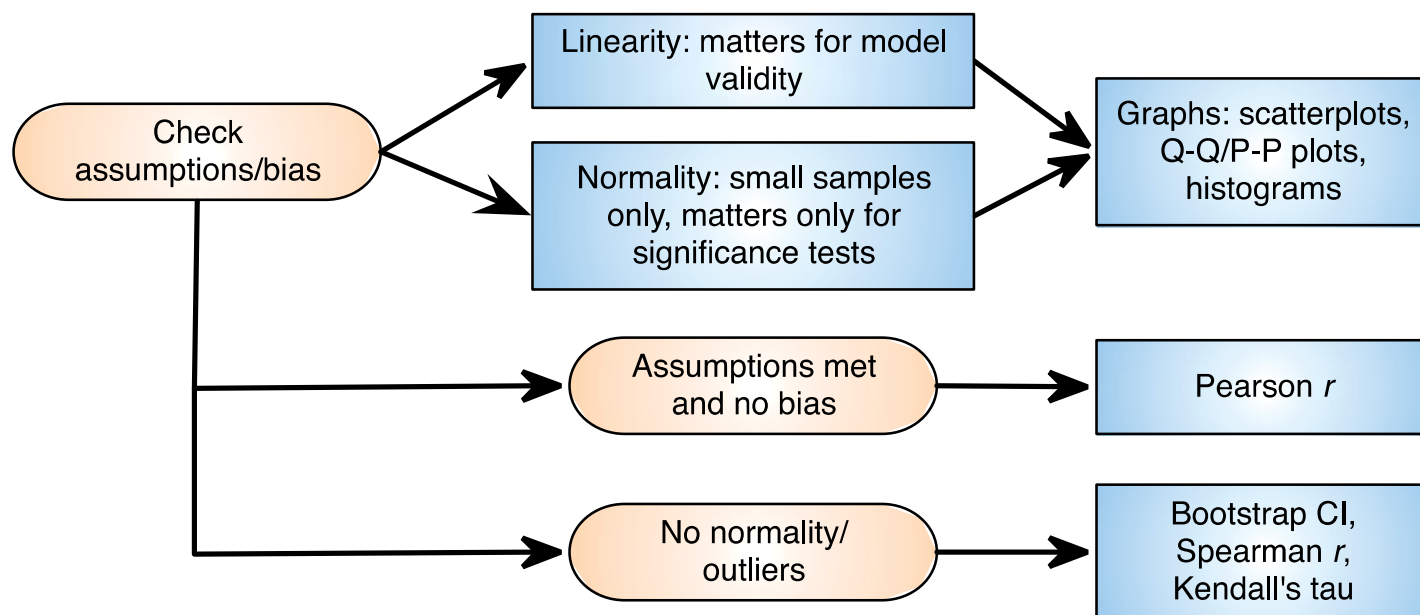 Linearity: matters for model
validity
Check
assumptions/bias
Normality: small samples
only, matters only for
significance tests
Graphs: scatterplots,
Q-Q/P-P plots,
histograms
Assumptions met
and no bias
Pearson r
No normality/
outliers
Bootstrap CI,
Spearman r,
Kendall's tau